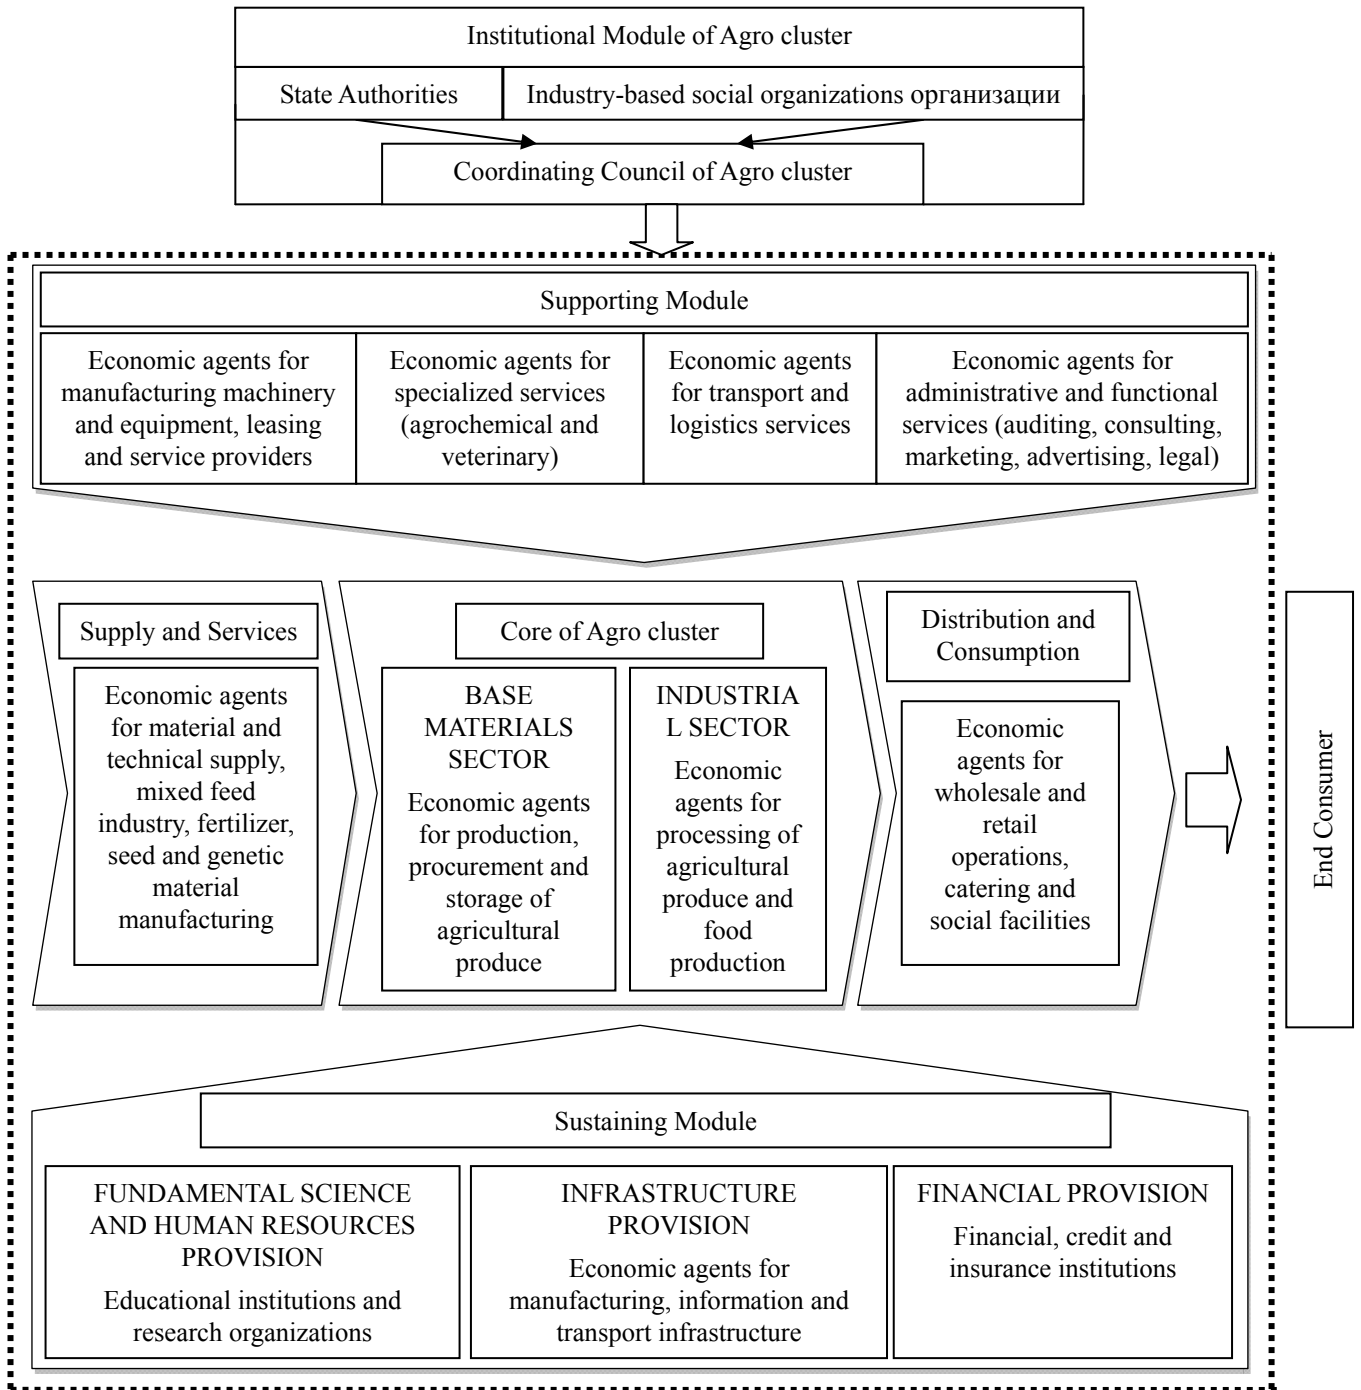 Institutional Module of Agro cluster
State Authorities
Industry-based social organizations организации
Coordinating Council of Agro cluster
Supporting Module
Economic agents for
manufacturing machinery
and equipment, leasing
and service providers
Economic agents for
specialized services
(agrochemical and
veterinary)
Economic agents
for transport and
logistics services
Economic agents for
administrative and functional
services (auditing, consulting,
marketing, advertising, legal)
Supply and Services
Economic agents
for material and
technical supply,
mixed feed
industry, fertilizer,
seed and genetic
material
manufacturing
Core of Agro cluster
BASE
MATERIALS
SECTOR
Economic agents
for production,
procurement and
storage of
agricultural
produce
INDUSTRIA
L SECTOR
Economic
agents for
processing of
agricultural
produce and
food
production
Distribution and
Consumption
Economic
agents for
wholesale and
retail
operations,
catering and
social facilities
End Consumer
Sustaining Module
FUNDAMENTAL SCIENCE
AND HUMAN RESOURCES
PROVISION
Educational institutions and
research organizations
INFRASTRUCTURE
PROVISION
Economic agents for
manufacturing, information and
transport infrastructure
FINANCIAL PROVISION
Financial, credit and
insurance institutions